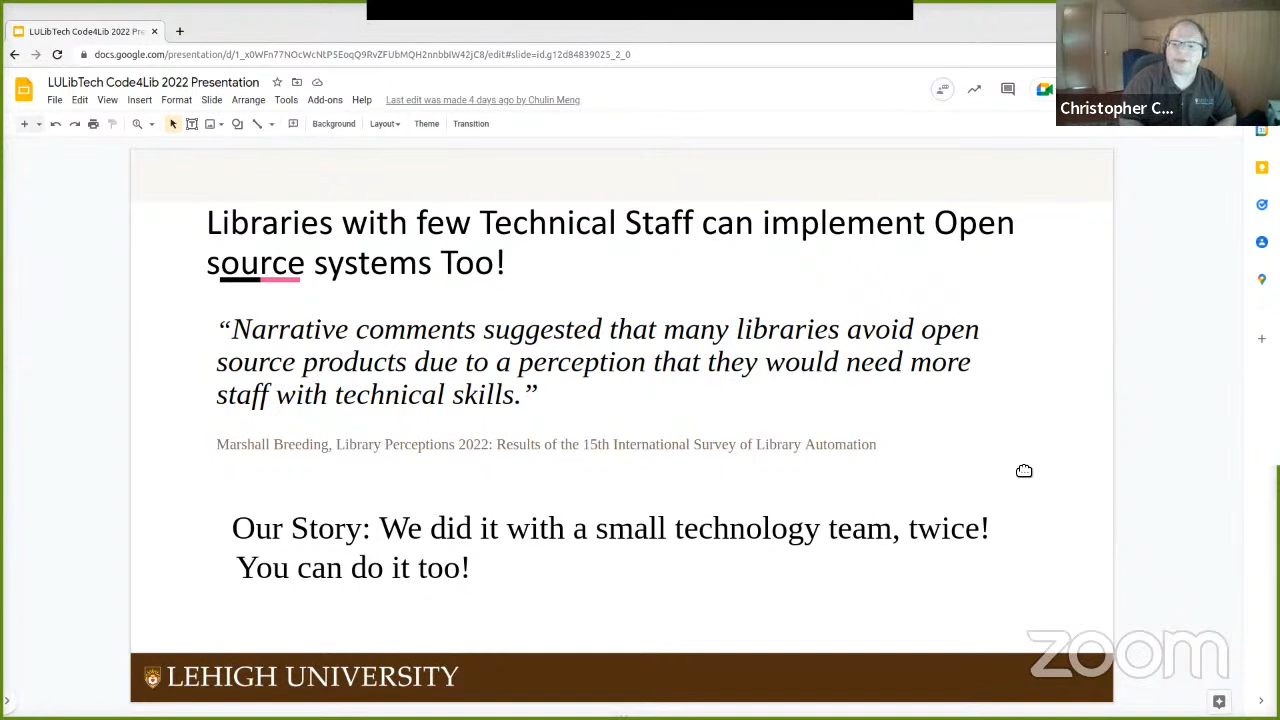 LULibTech Code4Lib 2022 Pre
docs.google.com/presentation/d/1_x0WFn77NOcWcNtP5EoqQ9RvZFUbMQH2nnbbIW42jC8/edit#slide=id.g12d84839025_2_0
LULibTech Code4Lib 2022 Presentation
File Edit View Insert Format Slide Arrange Tools Add-ons Help Last edit was made 4 days ago by Chulin Meng
Background Layout Theme Transition
Christopher C...
Libraries with few Technical Staff can implement Open
source systems Too!
“Narrative comments suggested that many libraries avoid open
source products due to a perception that they would need more
staff with technical skills.”
Marshall Breeding, Library Perceptions 2022: Results of the 15th International Survey of Library Automation
Our Story: We did it with a small technology team, twice!
You can do it too!
LEHIGH UNIVERSITY
zoom